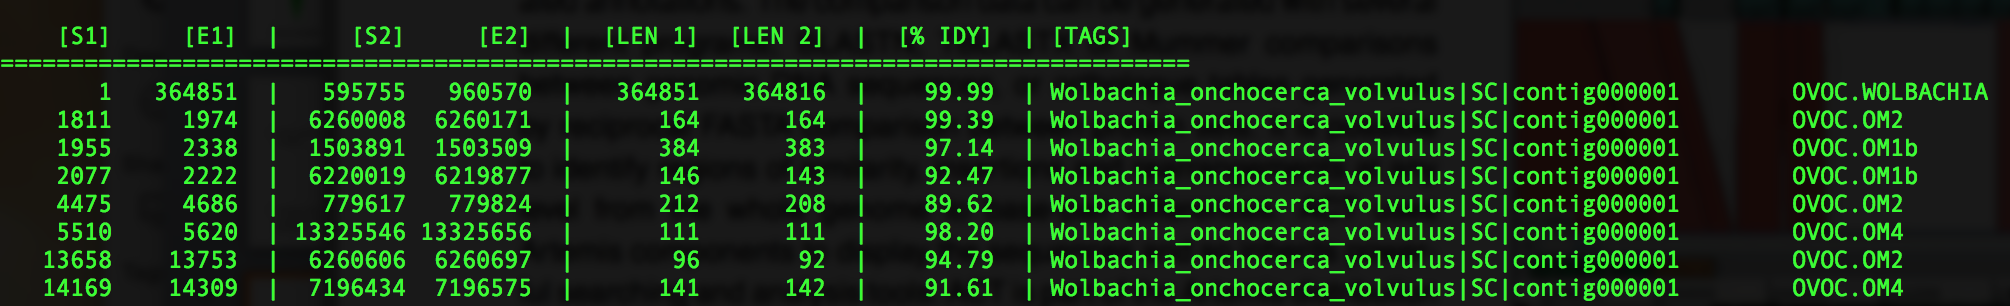 [S1] [E1] | [S2] [E2] | [LEN 1] [LEN 2] | [% IDY] | [TAGS]
=====================================================================================
1 364851 | 595755 960570 | 364851 364816 | 99.99 | Wolbachia_onchocerca_volvulus|SC|contig000001 OVOC.WOLBACHIA
1811 1974 | 6260008 6260171 | 164 164 | 99.39 | Wolbachia_onchocerca_volvulus|SC|contig000001 OVOC.OM2
1955 2338 | 1503891 1503509 | 384 383 | 97.14 | Wolbachia_onchocerca_volvulus|SC|contig000001 OVOC.OM1b
2077 2222 | 6220019 6219877 | 146 143 | 92.47 | Wolbachia_onchocerca_volvulus|SC|contig000001 OVOC.OM1b
4475 4686 | 779617 779824 | 212 208 | 89.62 | Wolbachia_onchocerca_volvulus|SC|contig000001 OVOC.OM2
5510 5620 | 13325546 13325656 | 111 111 | 98.20 | Wolbachia_onchocerca_volvulus|SC|contig000001 OVOC.OM4
13658 13753 | 6260606 6260697 | 96 92 | 94.79 | Wolbachia_onchocerca_volvulus|SC|contig000001 OVOC.OM2
14169 14309 | 7196434 7196575 | 141 142 | 91.61 | Wolbachia_onchocerca_volvulus|SC|contig000001 OVOC.OM4